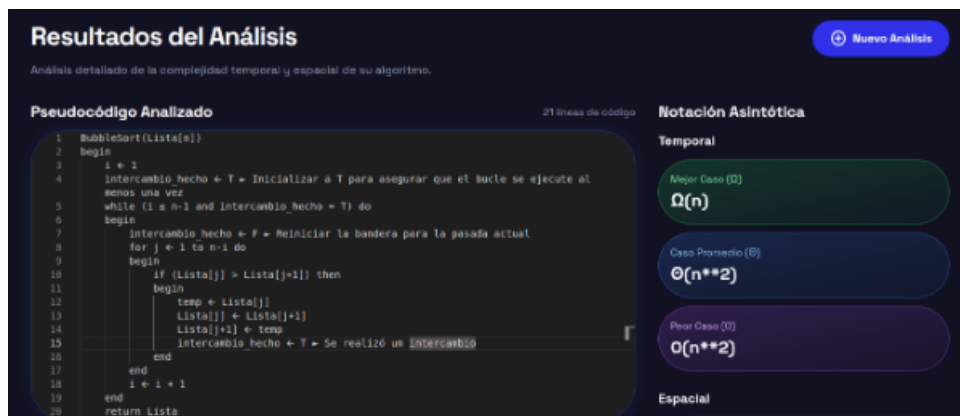 Resultados del Análisis
Nuevo Análisis
Análisis detallado de la complejidad temporal y espacial de su algoritmo.
Pseudocódigo Analizado
21 líneas de código
1 BubbleSort(Lista[n])
2 begin
3 i ← 1
4 intercambio_hecho ← T ► Inicializar a T para asegurar que el bucle se ejecute al
menos una vez
5 while (i ≤ n-1 and intercambio_hecho = T) do
6 begin
7 intercambio_hecho ← F ► Reiniciar la bandera para la pasada actual
8 for j ← 1 to n-i do
9 begin
10 if (Lista[j] > Lista[j+1]) then
11 begin
12 temp ← Lista[j]
13 Lista[j] ← Lista[j+1]
14 Lista[j+1] ← temp
15 intercambio_hecho ← T ► Se realizó un intercambio
16 end
17 end
18 i ← i + 1
19 end
20 return Lista
Notación Asintótica
Temporal
Mejor Caso (Ω)
Ω(n)
Caso Promedio (Θ)
Θ(n**2)
Peor Caso (O)
O(n**2)
Espacial